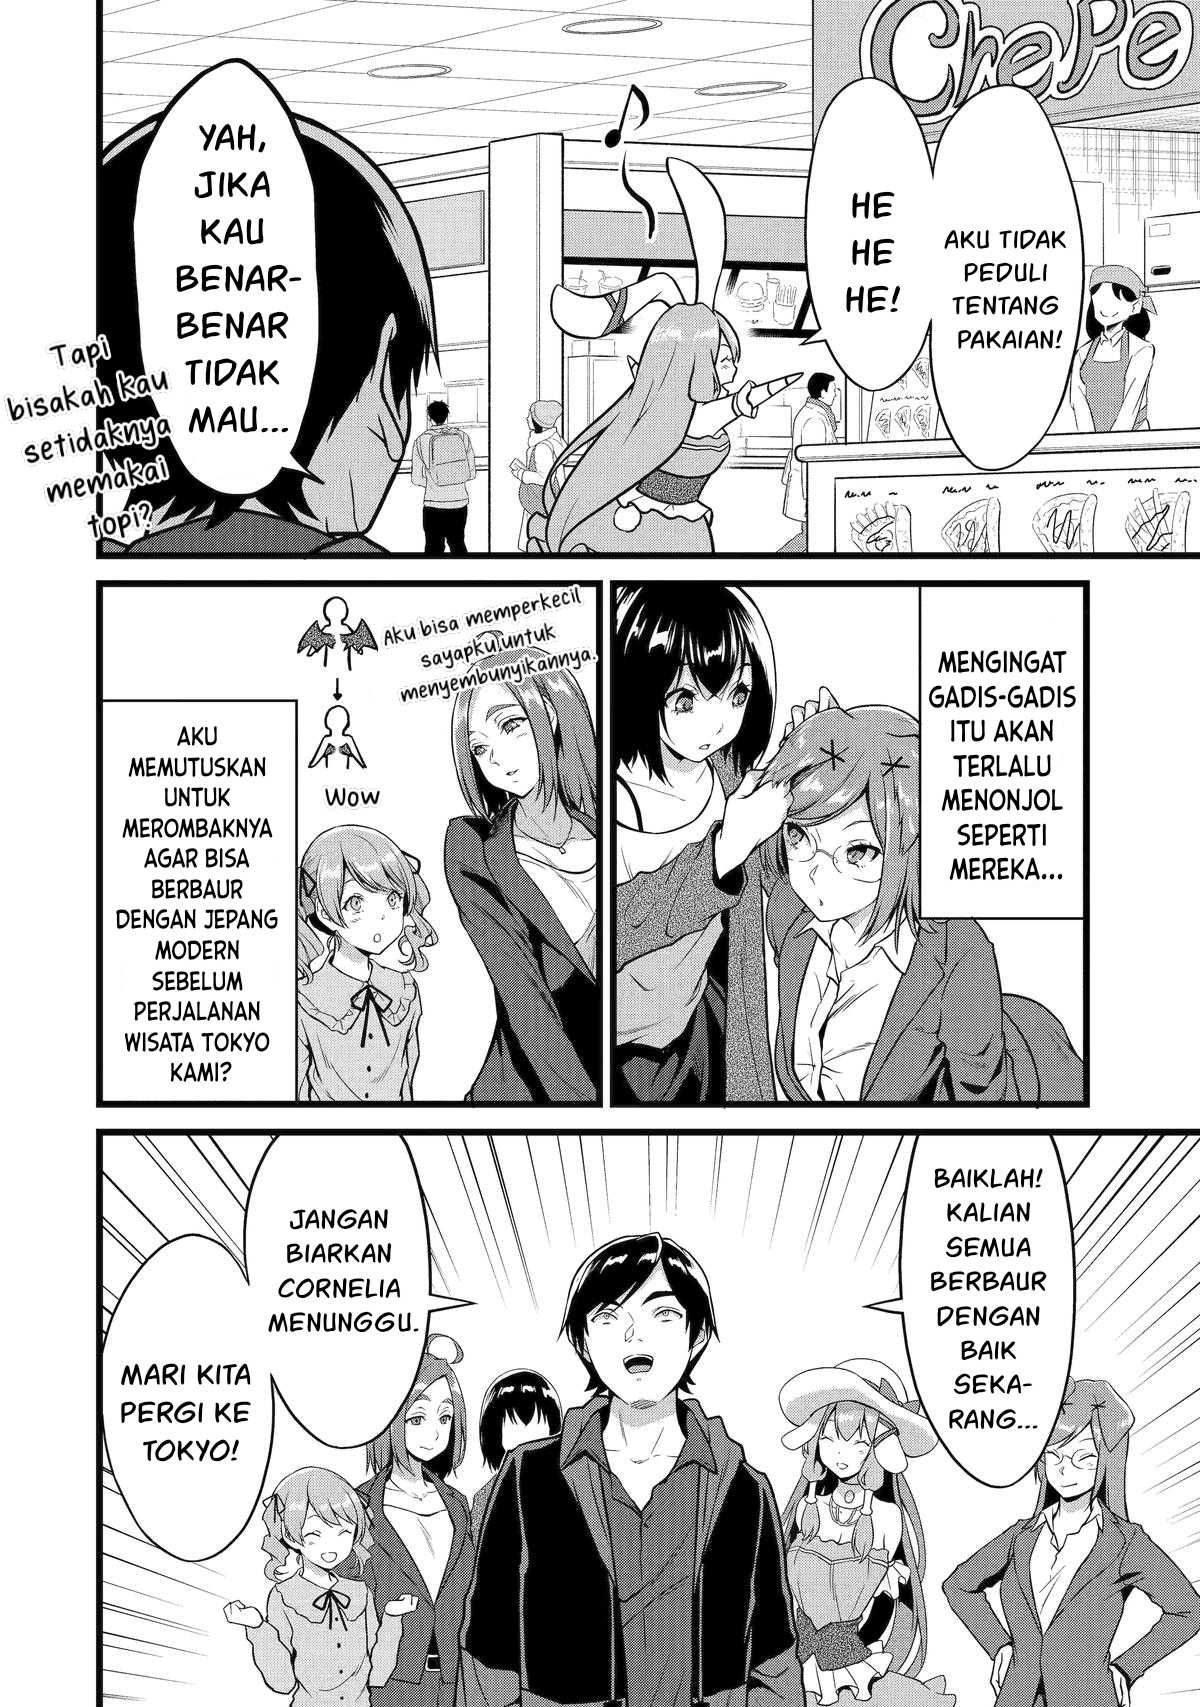 Crepe
AKU TIDAK
PEDULI
TENTANG
PAKAIAN!
HE
HE
HE!
YAH,
JIKA
KAU
BENAR-
BENAR
TIDAK
MAU...
Tapi
bisakah kau
setidaknya
memakai
topi?
MENGINGAT
GADIS-GADIS
ITU AKAN
TERLALU
MENONJOL
SEPERTI
MEREKA...
Aku bisa memperkecil
sayapku untuk
menyembunyikannya.
Wow
AKU
MEMUTUSKAN
UNTUK
MEROMBAKNYA
AGAR BISA
BERBAUR
DENGAN JEPANG
MODERN
SEBELUM
PERJALANAN
WISATA TOKYO
KAMI?
BAIKLAH!
KALIAN
SEMUA
BERBAUR
DENGAN
BAIK
SEKA-
RANG...
JANGAN
BIARKAN
CORNELIA
MENUNGGU.
MARI KITA
PERGI KE
TOKYO!